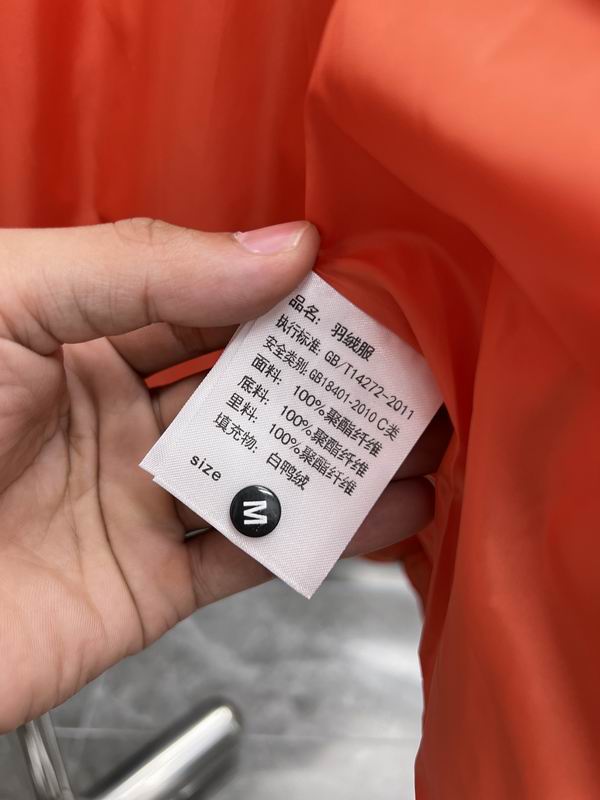 品名: 羽绒服
执行标准: GB/T14272-2011
安全类别: GB18401-2010 C类
面料: 100%聚酯纤维
底料: 100%聚酯纤维
里料: 100%聚酯纤维
填充物: 白鸭绒
size M